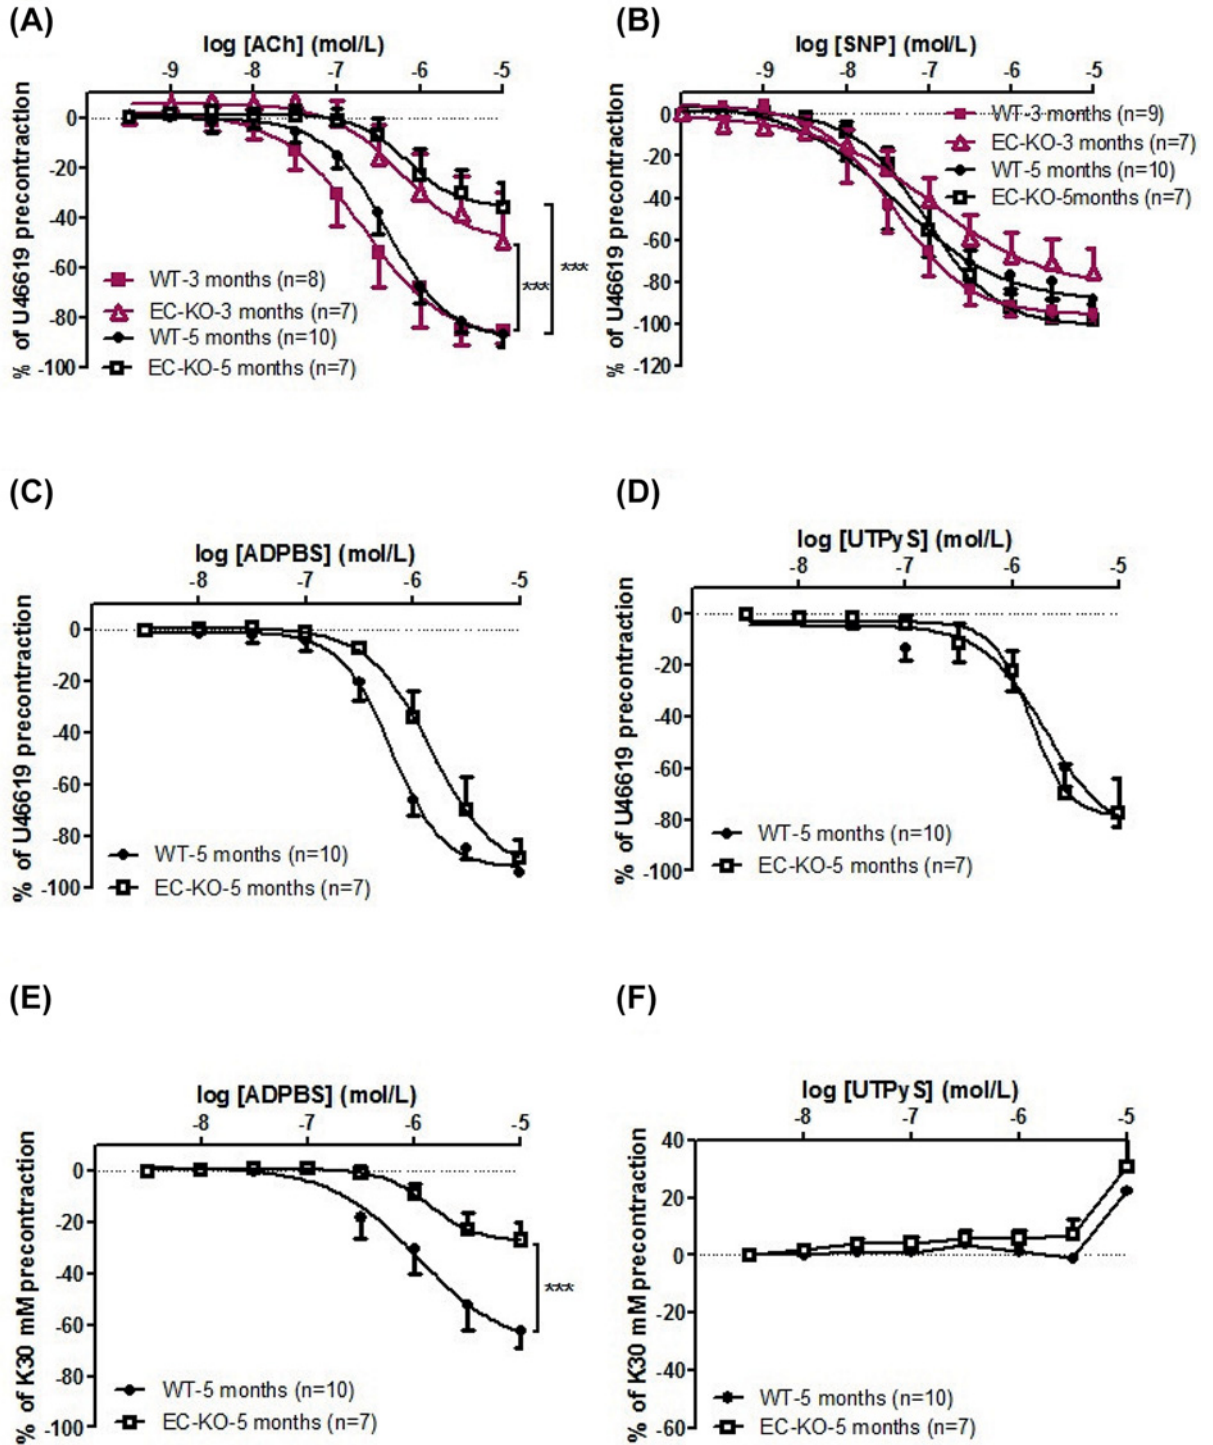 (A)
log [ACh] (mol/L)
-9 -8 -7 -6 -5
0
-20
-40
-60
-80
-100
% of U46619 precontraction
WT-3 months (n=8)
EC-KO-3 months (n=7)
WT-5 months (n=10)
EC-KO-5 months (n=7)
***
***
(B)
log [SNP] (mol/L)
-9 -8 -7 -6 -5
0
-20
-40
-60
-80
-100
-120
% of U46619 precontraction
WT-3 months (n=9)
EC-KO-3 months (n=7)
WT-5 months (n=10)
EC-KO-5months (n=7)
(C)
log [ADPBS] (mol/L)
-8 -7 -6 -5
0
-20
-40
-60
-80
-100
% of U46619 precontraction
WT-5 months (n=10)
EC-KO-5 months (n=7)
(D)
log [UTPyS] (mol/L)
-8 -7 -6 -5
0
-20
-40
-60
-80
-100
% of U46619 precontraction
WT-5 months (n=10)
EC-KO-5 months (n=7)
(E)
log [ADPBS] (mol/L)
-8 -7 -6 -5
0
-20
-40
-60
-80
-100
% of K30 mM precontraction
WT-5 months (n=10)
EC-KO-5 months (n=7)
***
(F)
log [UTPyS] (mol/L)
-8 -7 -6 -5
40
20
0
-20
-40
-60
% of K30 mM precontraction
WT-5 months (n=10)
EC-KO-5 months (n=7)